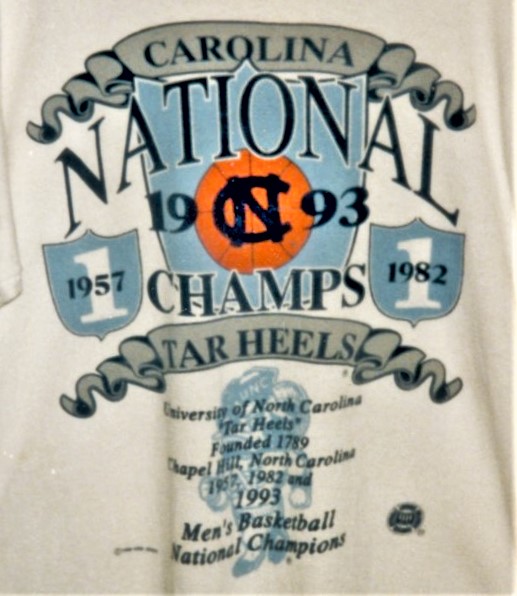 CAROLINA
NATIONAL
19 NC 93
1 1957
1 1982
CHAMPS
TAR HEELS
®
UNC
University of North Carolina
"Tar Heels"
Founded 1789
Chapel Hill, North Carolina
1957, 1982 and
1993
Men's Basketball
National Champions